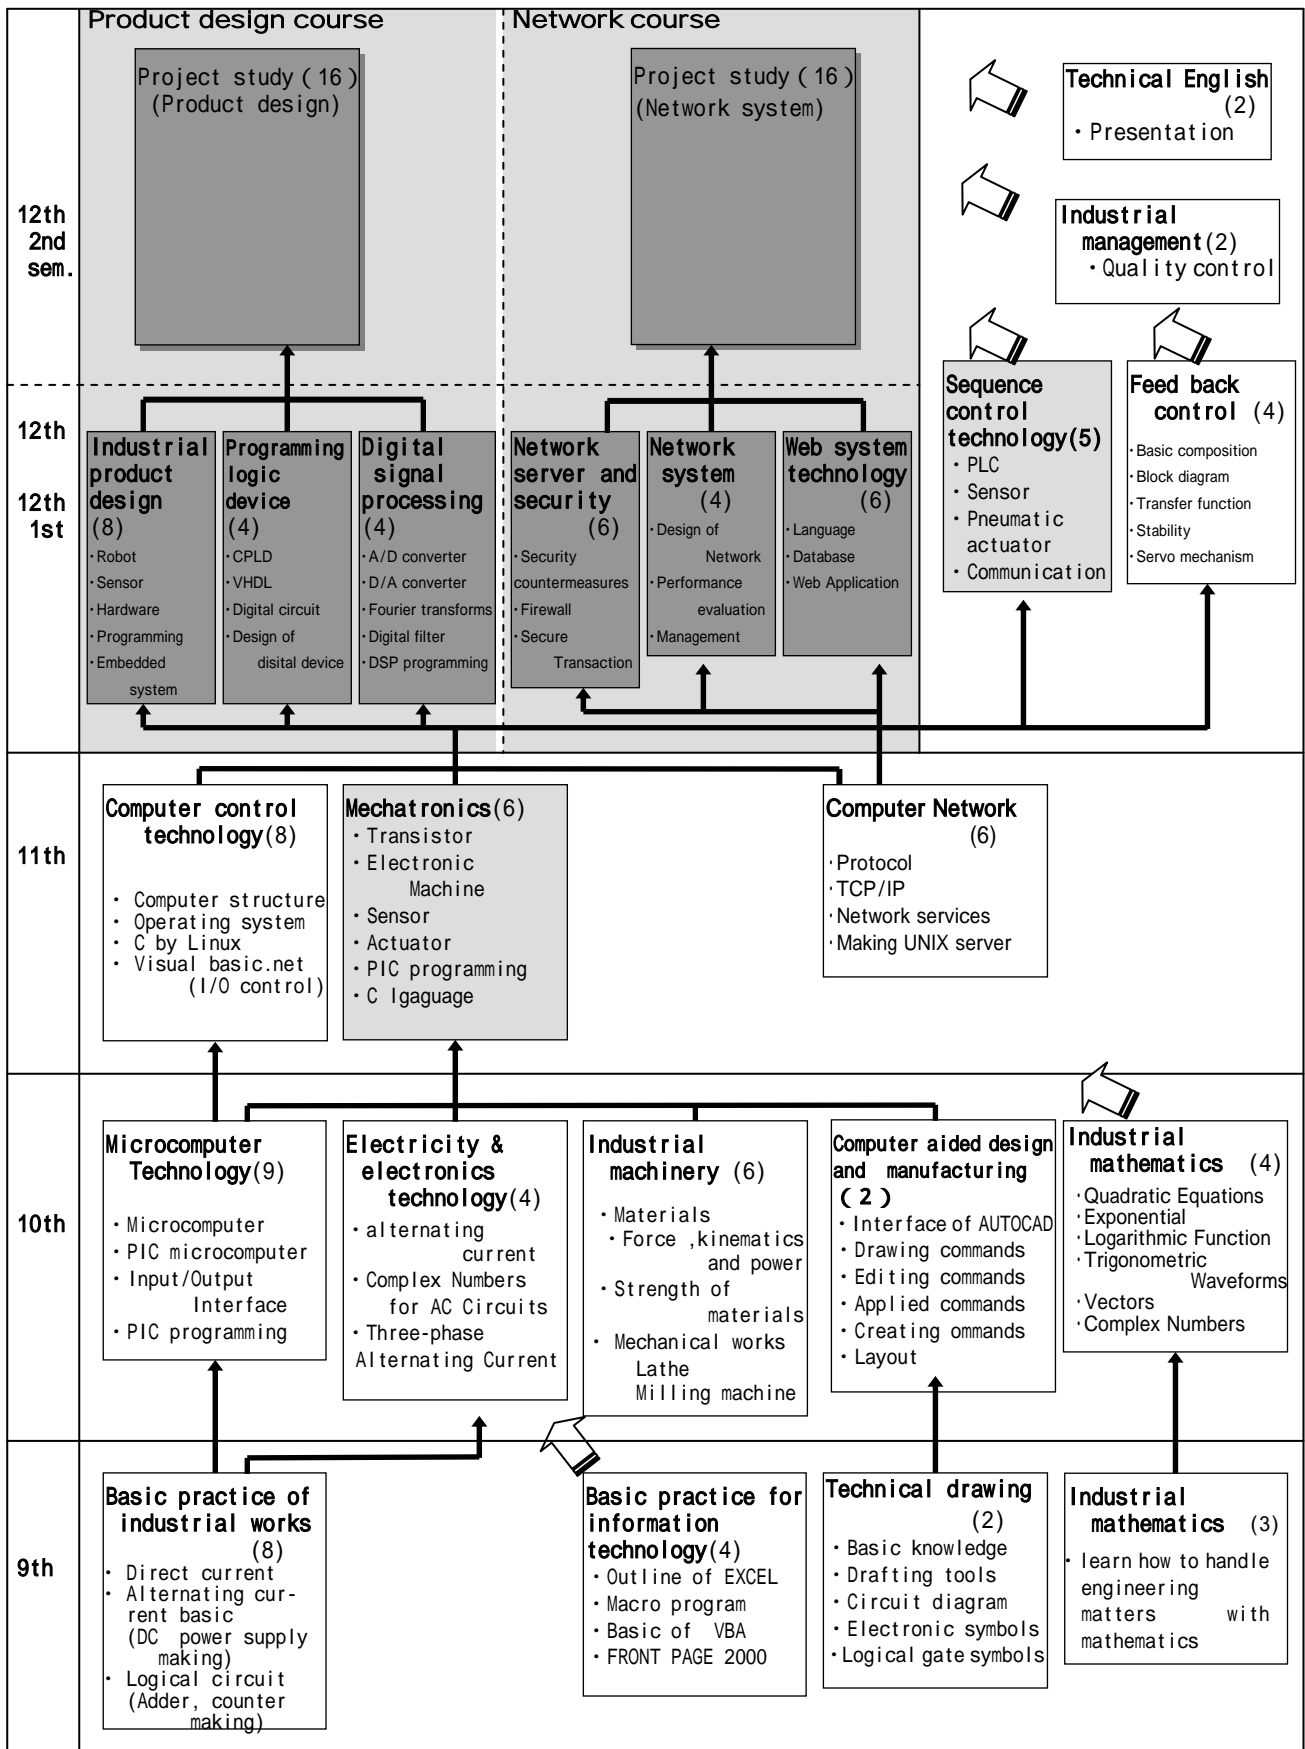 Product design course
Network course
Project study (16)
(Product design)
Project study (16)
(Network system)
Technical English
(2)
・Presentation
Industrial
management(2)
・Quality control
12th
2nd
sem.
12th
12th
1st
Industrial
product
design
(8)
・Robot
・Sensor
・Hardware
・Programming
・Embedded
system
Programming
logic
device
(4)
・CPLD
・VHDL
・Digital circuit
・Design of
disital device
Digital
signal
processing
(4)
・A/D converter
・D/A converter
・Fourier transforms
・Digital filter
・DSP programming
Network
server and
security
(6)
・Security
countermeasures
・Firewall
・Secure
Transaction
Network
system
(4)
・Design of
Network
・Performance
evaluation
・Management
Web system
technology
(6)
・Language
・Database
・Web Application
Sequence
control
technology(5)
・PLC
・Sensor
・Pneumatic
actuator
・Communication
Feed back
control (4)
・Basic composition
・Block diagram
・Transfer function
・Stability
・Servo mechanism
11th
Computer control
technology(8)
・ Computer structure
・ Operating system
・ C by Linux
・ Visual basic.net
(I/O control)
Mechatronics(6)
・Transistor
・Electronic
Machine
・Sensor
・Actuator
・PIC programming
・C lgaguage
Computer Network
(6)
・Protocol
・TCP/IP
・Network services
・Making UNIX server
10th
Microcomputer
Technology(9)
・Microcomputer
・PIC microcomputer
・Input/Output
Interface
・PIC programming
Electricity &
electronics
technology(4)
・alternating
current
・Complex Numbers
for AC Circuits
・Three-phase
Alternating Current
Industrial
machinery (6)
・Materials
・Force ,kinematics
and power
・Strength of
materials
・ Mechanical works
Lathe
Milling machine
Computer aided design
and manufacturing
(2)
・Interface of AUTOCAD
・Drawing commands
・Editing commands
・Applied commands
・Creating ommands
・Layout
Industrial
mathematics (4)
・Quadratic Equations
・Exponential
・Logarithmic Function
・Trigonometric
Waveforms
・Vectors
・Complex Numbers
9th
Basic practice of
industrial works
(8)
・ Direct current
・ Alternating cur-
rent basic
(DC power supply
making)
・ Logical circuit
(Adder, counter
making)
Basic practice for
information
technology(4)
・Outline of EXCEL
・Macro program
・Basic of VBA
・FRONT PAGE 2000
Technical drawing
(2)
・Basic knowledge
・Drafting tools
・Circuit diagram
・Electronic symbols
・Logical gate symbols
Industrial
mathematics (3)
・learn how to handle
engineering
matters with
mathematics